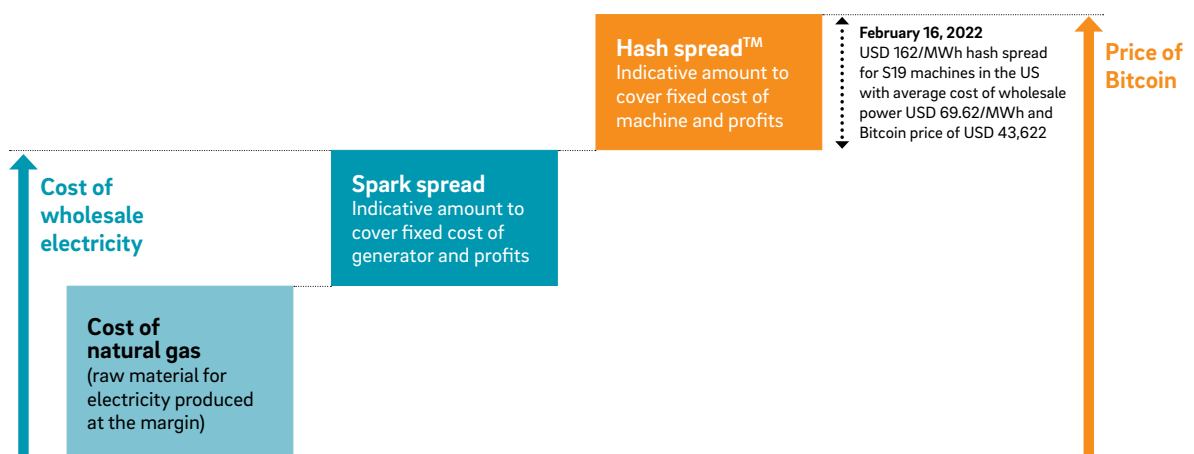 Hash spread™
Indicative amount to
cover fixed cost of
machine and profits
February 16, 2022
USD 162/MWh hash spread
for S19 machines in the US
with average cost of wholesale
power USD 69.62/MWh and
Bitcoin price of USD 43,622
Price of
Bitcoin
Cost of
wholesale
electricity
Spark spread
Indicative amount to
cover fixed cost of
generator and profits
Cost of
natural gas
(raw material for
electricity produced
at the margin)